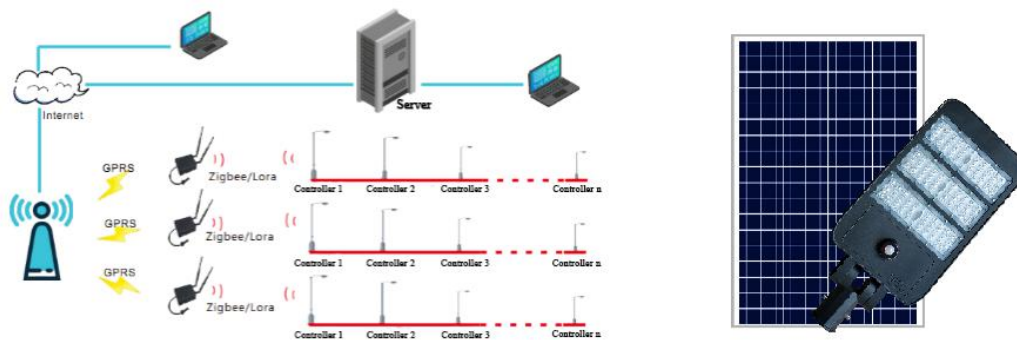 Server
Internet
GPRS
Zigbee/Lora
Controller 1 Controller 2 Controller 3 Controller n
GPRS
Zigbee/Lora
Controller 1 Controller 2 Controller 3 Controller n
GPRS
Zigbee/Lora
Controller 1 Controller 2 Controller 3 Controller n